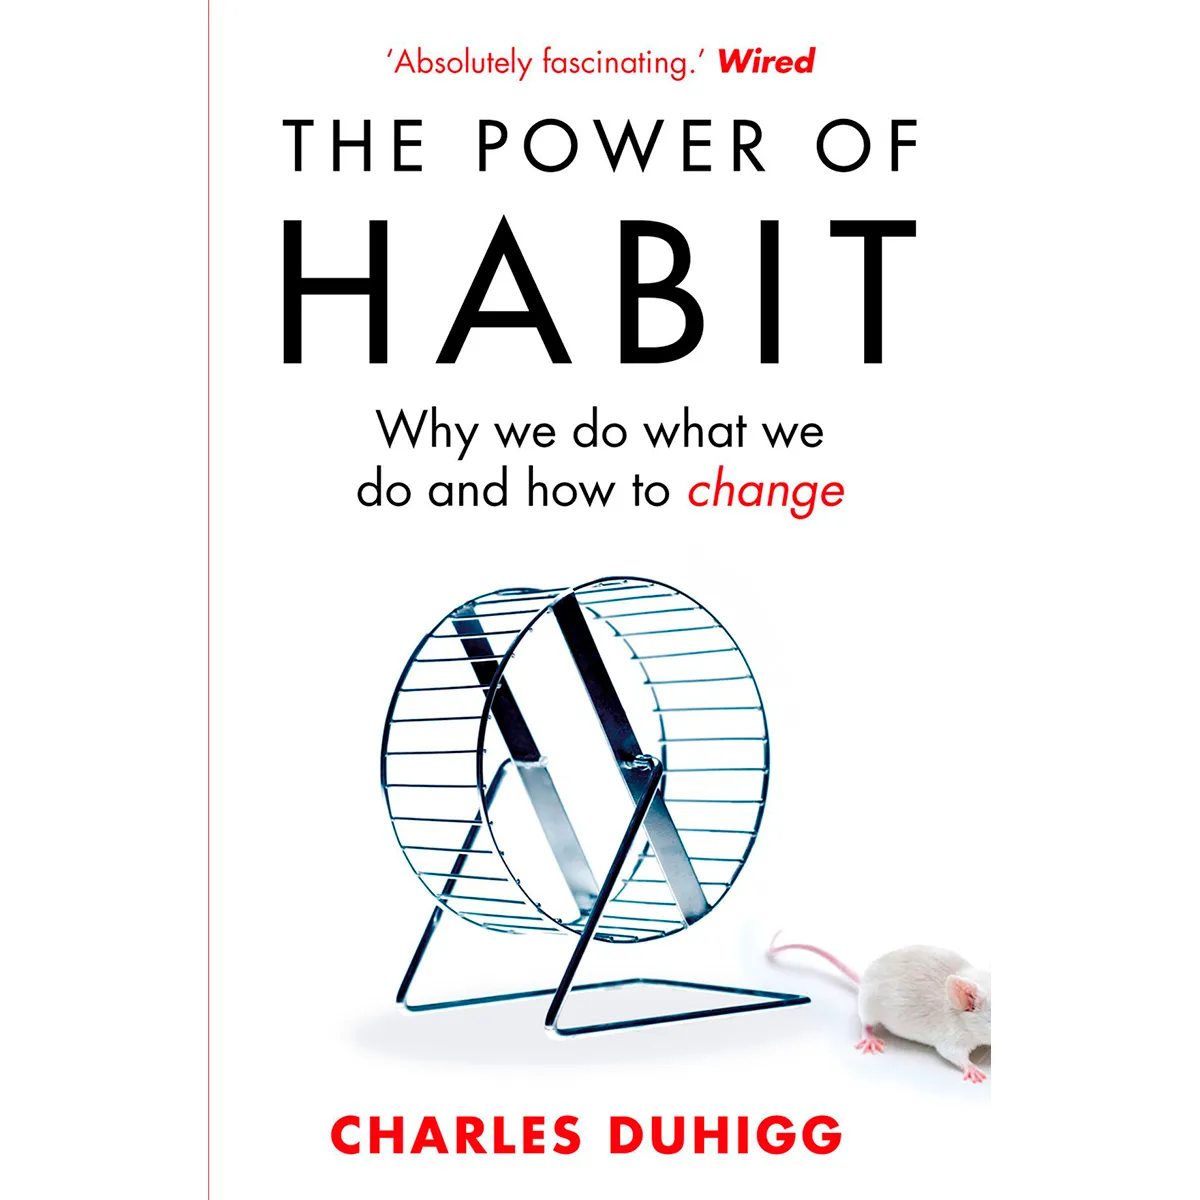 ‘Absolutely fascinating.’ Wired
THE POWER OF
HABIT
Why we do what we
do and how to change
CHARLES DUHIGG